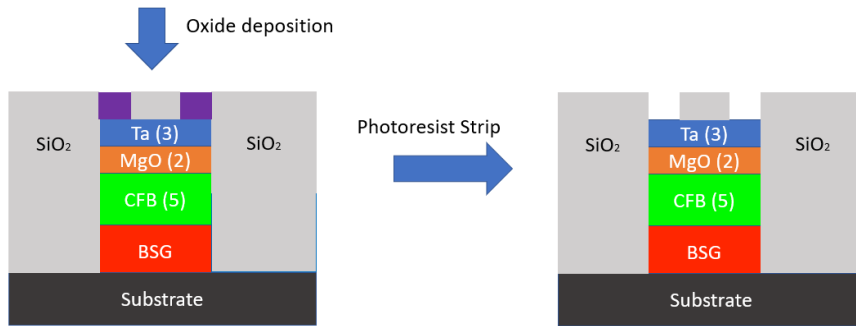 Oxide deposition
SiO₂
Ta (3)
SiO₂
MgO (2)
CFB (5)
BSG
Substrate
Photoresist Strip
SiO₂
Ta (3)
SiO₂
MgO (2)
CFB (5)
BSG
Substrate